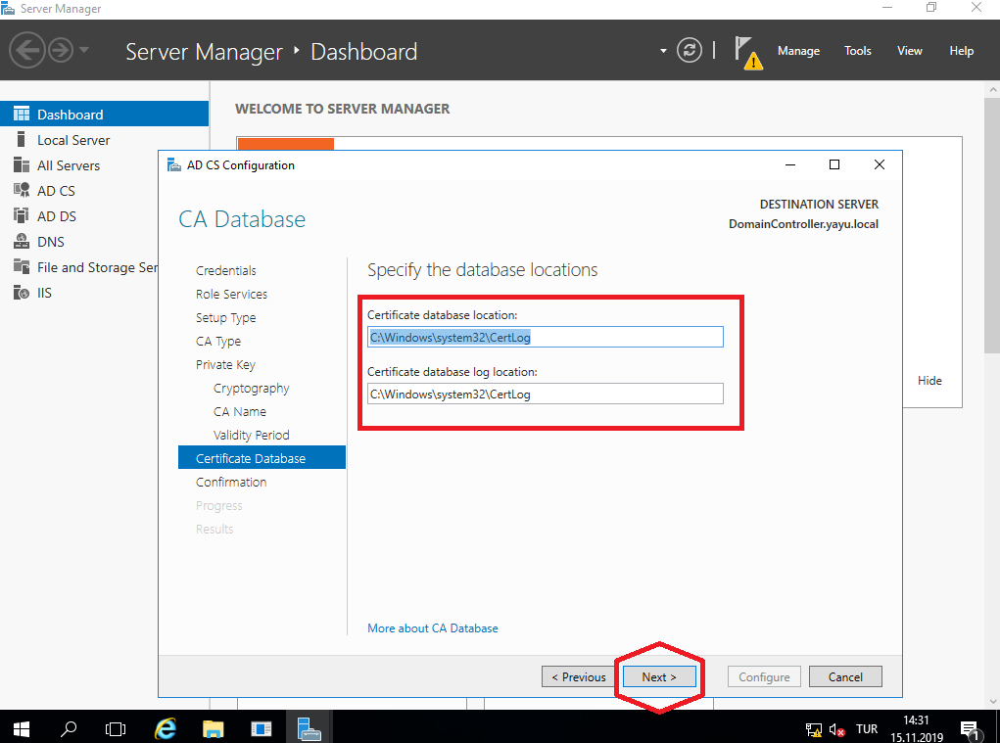 Server Manager
Server Manager ‣ Dashboard
Manage
Tools
View
Help
Dashboard
Local Server
All Servers
AD CS
AD DS
DNS
File and Storage Ser
IIS
WELCOME TO SERVER MANAGER
Hide
AD CS Configuration
CA Database
DESTINATION SERVER
DomainController.yayu.local
Credentials
Role Services
Setup Type
CA Type
Private Key
Cryptography
CA Name
Validity Period
Certificate Database
Confirmation
Progress
Results
Specify the database locations
Certificate database location:
C:\Windows\system32\CertLog
Certificate database log location:
C:\Windows\system32\CertLog
More about CA Database
< Previous
Next >
Configure
Cancel
TUR
14:31
15.11.2019
1